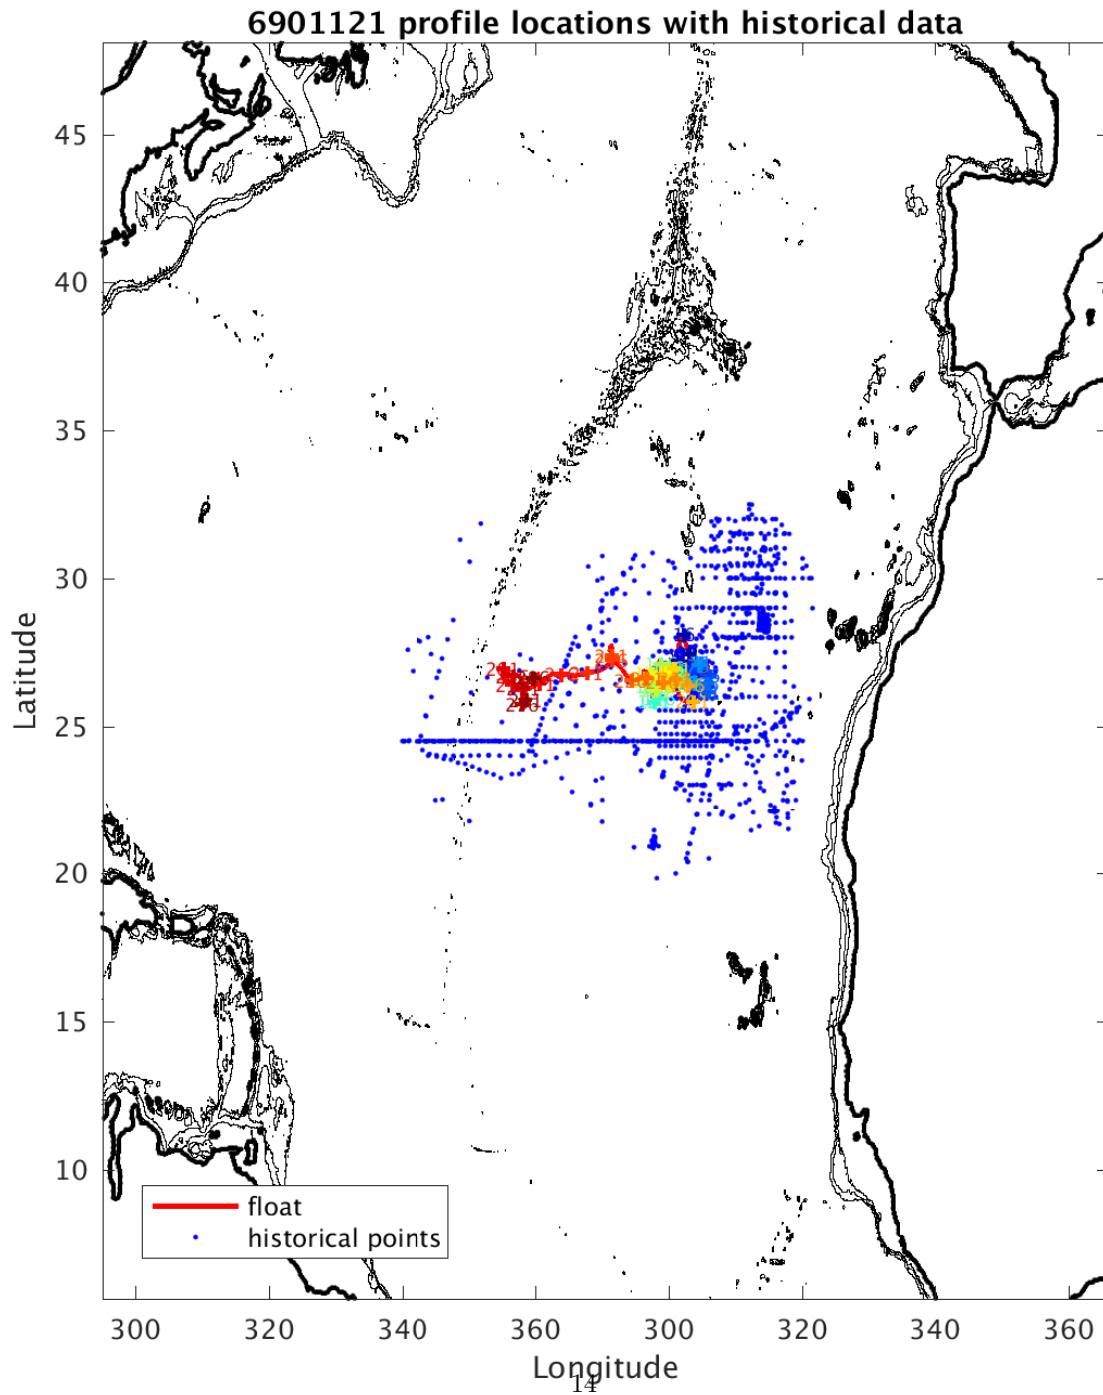 6901121 profile locations with historical data
45
40
35
30
25
20
15
10
Latitude
float
historical points
300 320 340 360 300 320 340 360
Longitude
14